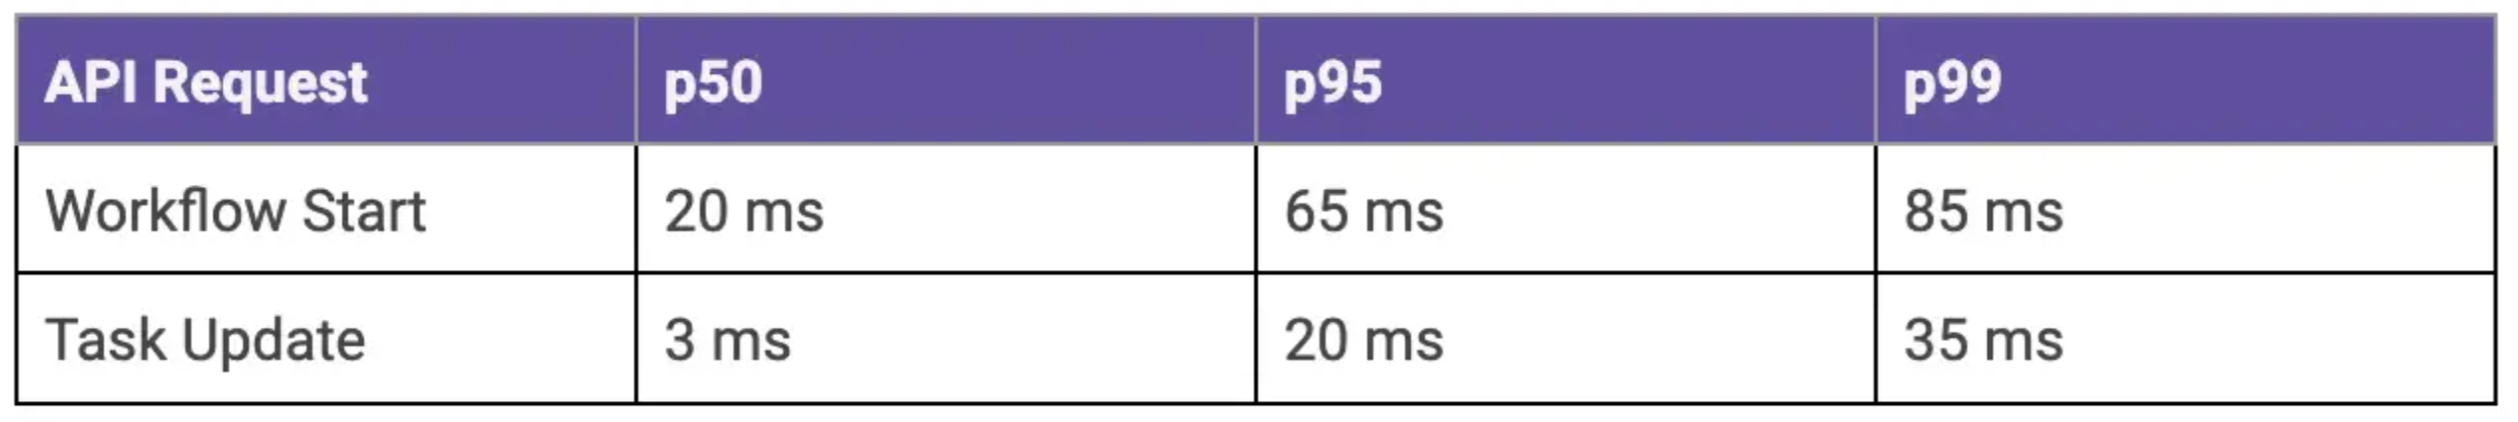 API Request p50 p95 p99
Workflow Start 20 ms 65 ms 85 ms
Task Update 3 ms 20 ms 35 ms